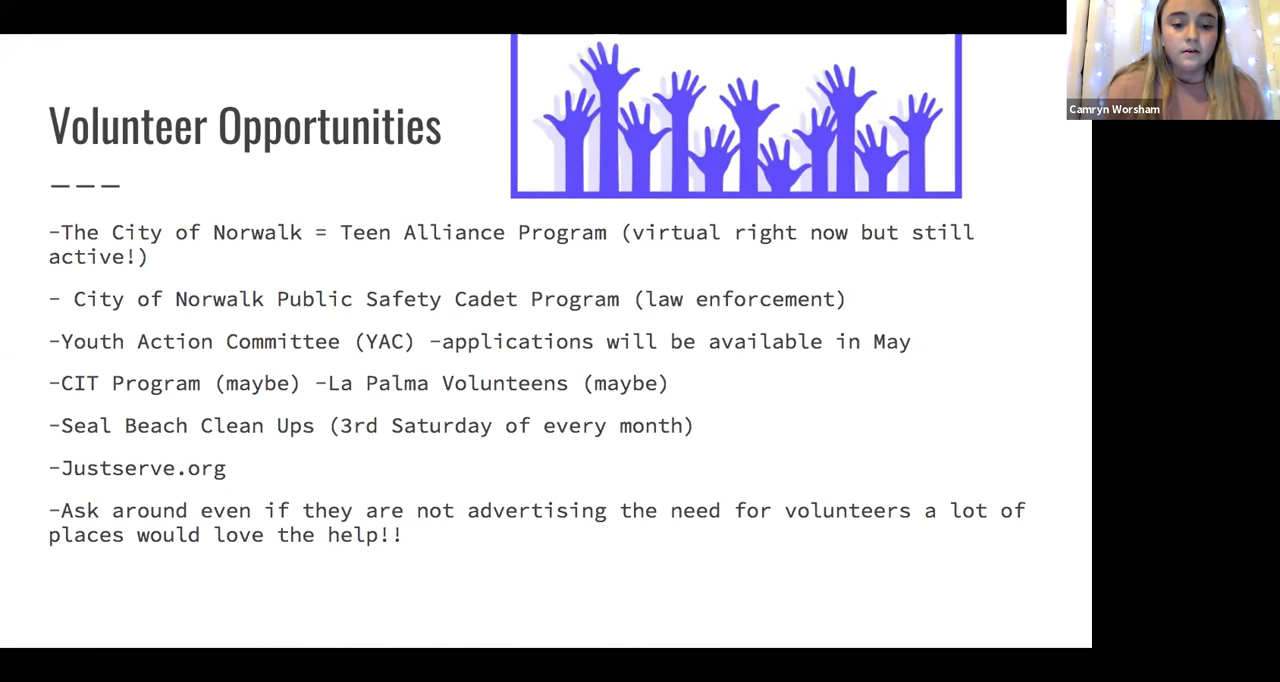 Camryn Worsham
Volunteer Opportunities
-The City of Norwalk = Teen Alliance Program (virtual right now but still
active!)
- City of Norwalk Public Safety Cadet Program (law enforcement)
-Youth Action Committee (YAC) -applications will be available in May
-CIT Program (maybe) -La Palma Volunteens (maybe)
-Seal Beach Clean Ups (3rd Saturday of every month)
-Justserve.org
-Ask around even if they are not advertising the need for volunteers a lot of
places would love the help!!